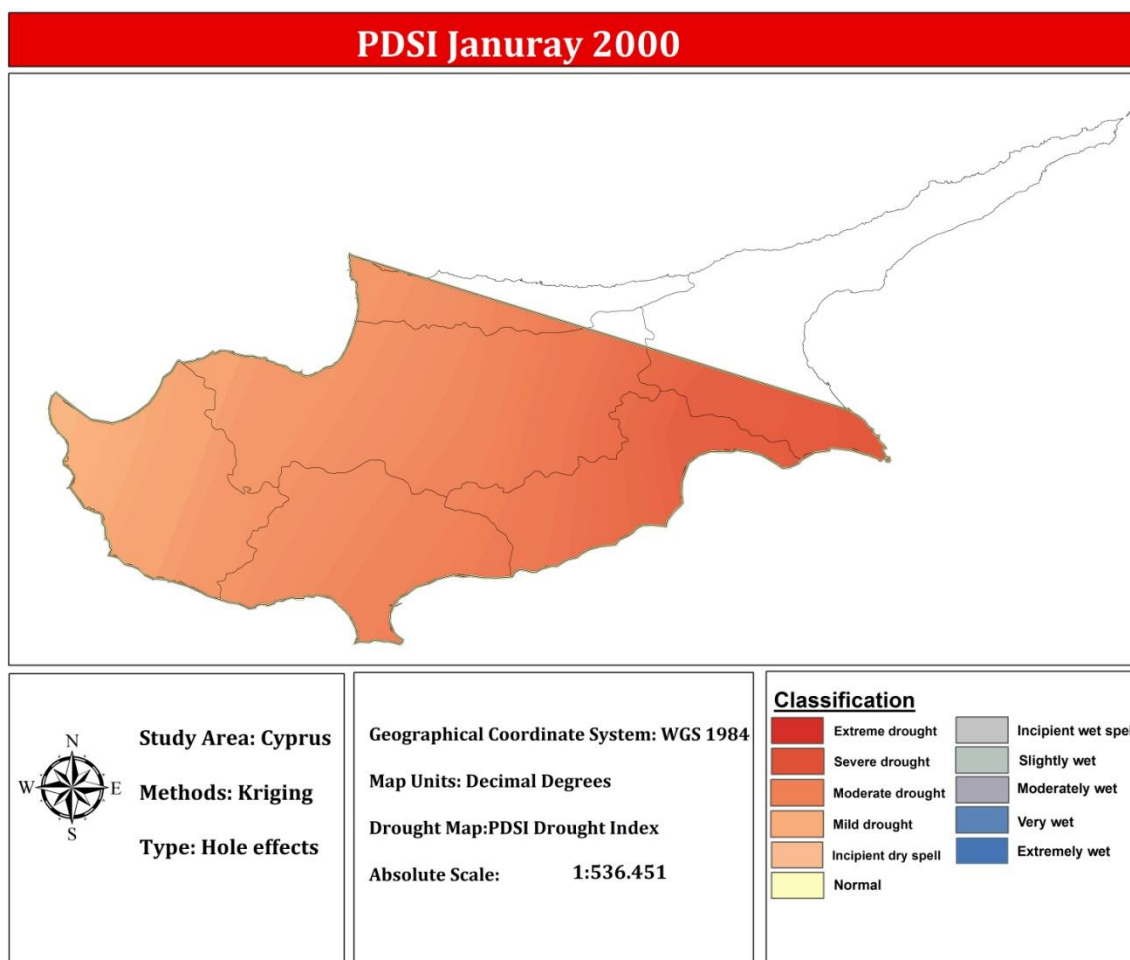 PDSI Januray 2000
N
W
E
S
Study Area: Cyprus
Methods: Kriging
Type: Hole effects
Geographical Coordinate System: WGS 1984
Map Units: Decimal Degrees
Drought Map:PDSI Drought Index
Absolute Scale: 1:536.451
Classification
Extreme drought
Severe drought
Moderate drought
Mild drought
Incipient dry spell
Normal
Incipient wet spel
Slightly wet
Moderately wet
Very wet
Extremely wet